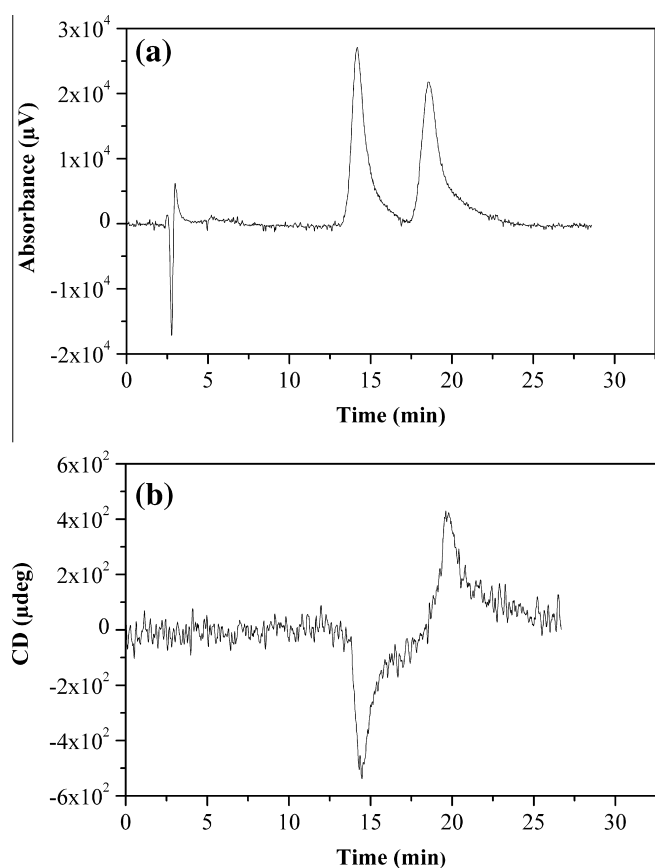 (a)
3x10⁴
2x10⁴
1x10⁴
0
-1x10⁴
-2x10⁴
Absorbance (µV)
0 5 10 15 20 25 30
Time (min)
(b)
6x10²
4x10²
2x10²
0
-2x10²
-4x10²
-6x10²
CD (µdeg)
0 5 10 15 20 25 30
Time (min)